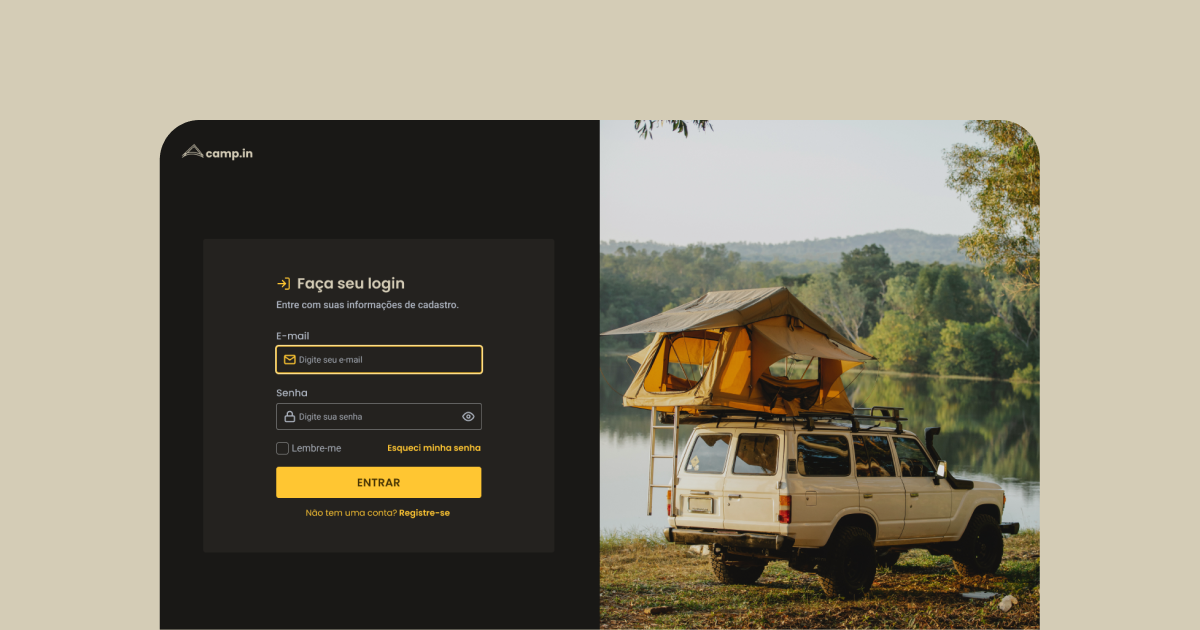 camp.in
Faça seu login
Entre com suas informações de cadastro.
E-mail
Digite seu e-mail
Senha
Digite sua senha
Lembre-me
Esqueci minha senha
ENTRAR
Não tem uma conta? Registre-se